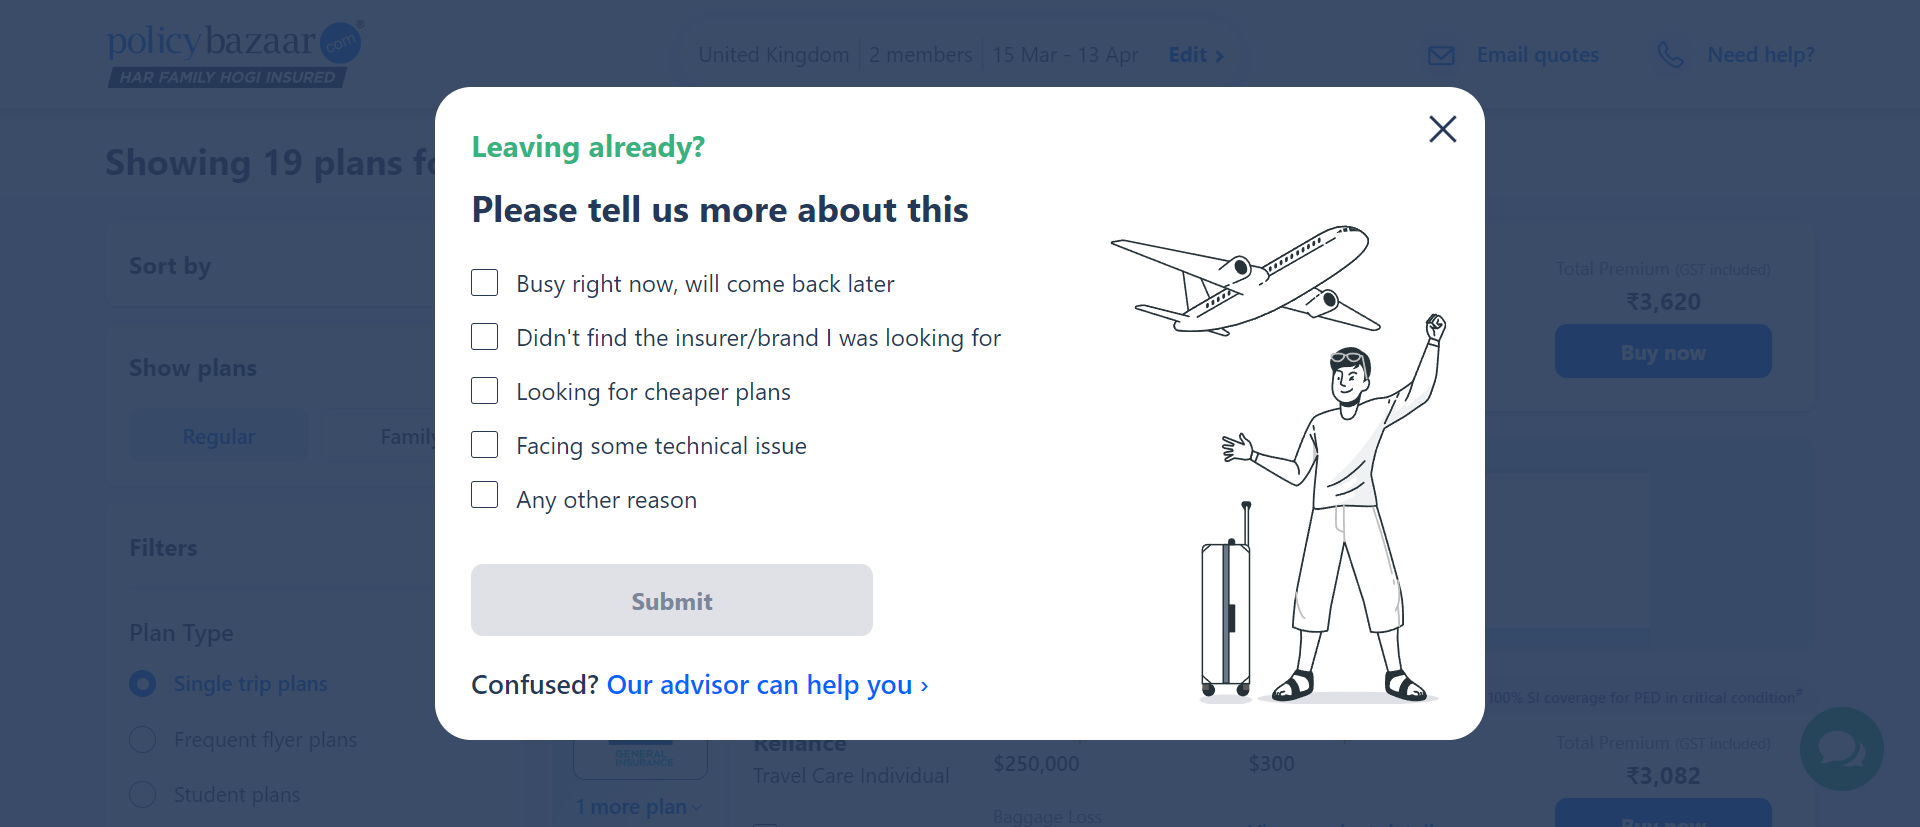 policybazaar com ®
HAR FAMILY HOGI INSURED
United Kingdom 2 members 15 Mar - 13 Apr Edit ›
Email quotes
Need help?
Showing 19 plans
Leaving already?
Please tell us more about this
Busy right now, will come back later
Didn't find the insurer/brand I was looking for
Looking for cheaper plans
Facing some technical issue
Any other reason
Submit
Confused? Our advisor can help you ›
Sort by
Show plans
Regular
Family
Filters
Plan Type
Single trip plans
Frequent flyer plans
Student plans
Total Premium (GST included)
₹3,620
Buy now
100% SI coverage for PED in critical condition
GENERAL
INSURANCE
1 more plan
Reliance
Travel Care Individual
$250,000
$300
Baggage Loss
Total Premium (GST included)
₹3,082
Buy now